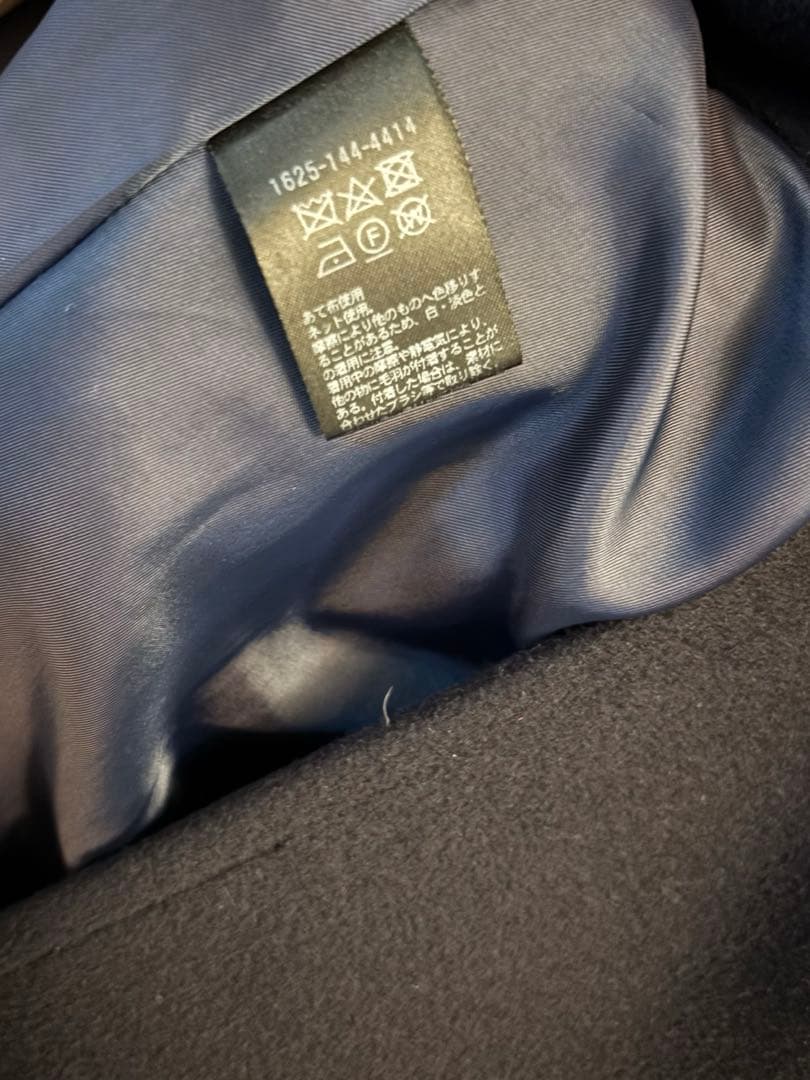 1625-144-4414
F
W
あて布使用
ネット使用。
摩擦により他のものへ色移りす
ることがあるため、白・淡色と
の着用に注意。
着用中の摩擦や静電気により、
他の物に毛羽が付着することが
ある。付着した場合は、素材に
合わせたブラシ等で取り除く。